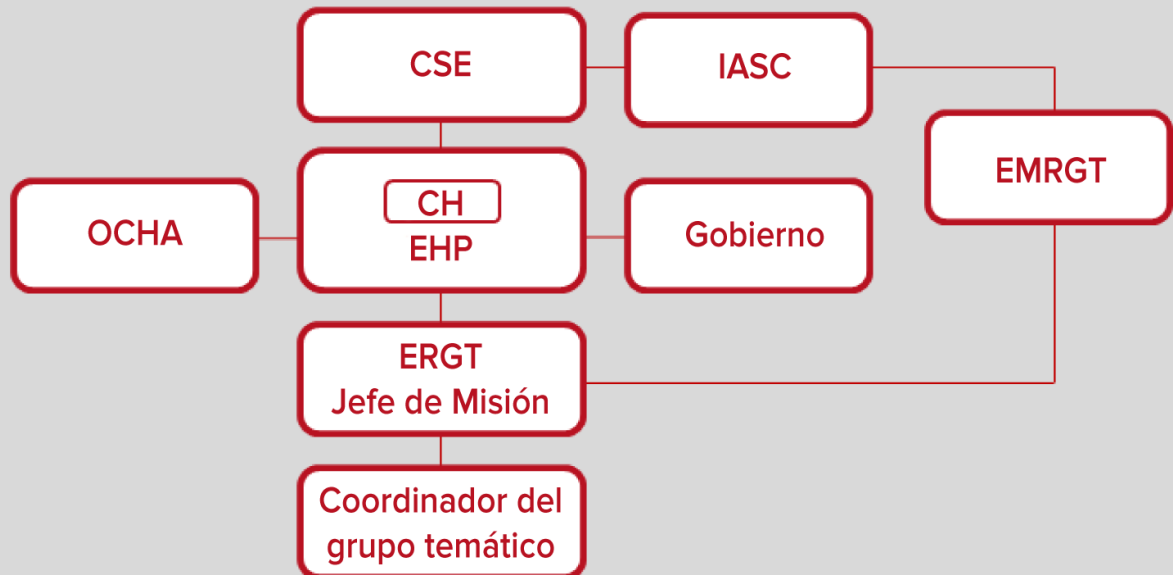 CSE
IASC
EMRGT
OCHA
CH
EHP
Gobierno
ERGT
Jefe de Misión
Coordinador del
grupo temático